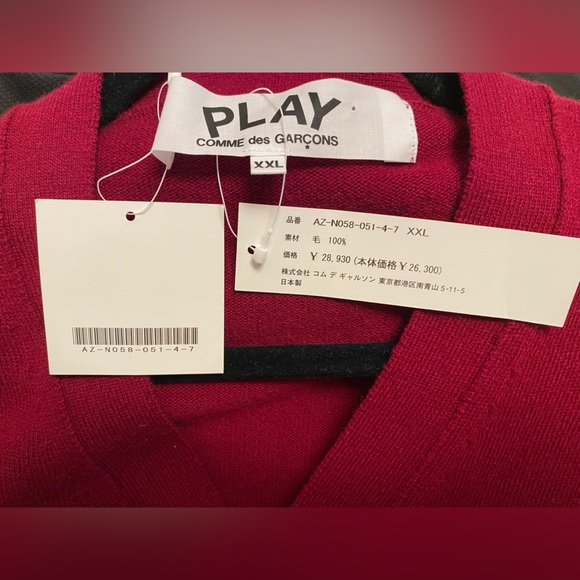 PLAY
COMME des GARÇONS
XXL
AZ-N058-051-4-7
品番 AZ-N058-051-4-7 XXL
素材 毛 100%
価格 ¥ 28,930 (本体価格 ¥ 26,300)
株式会社 コム デ ギャルソン 東京都港区南青山 5-11-5
日本製